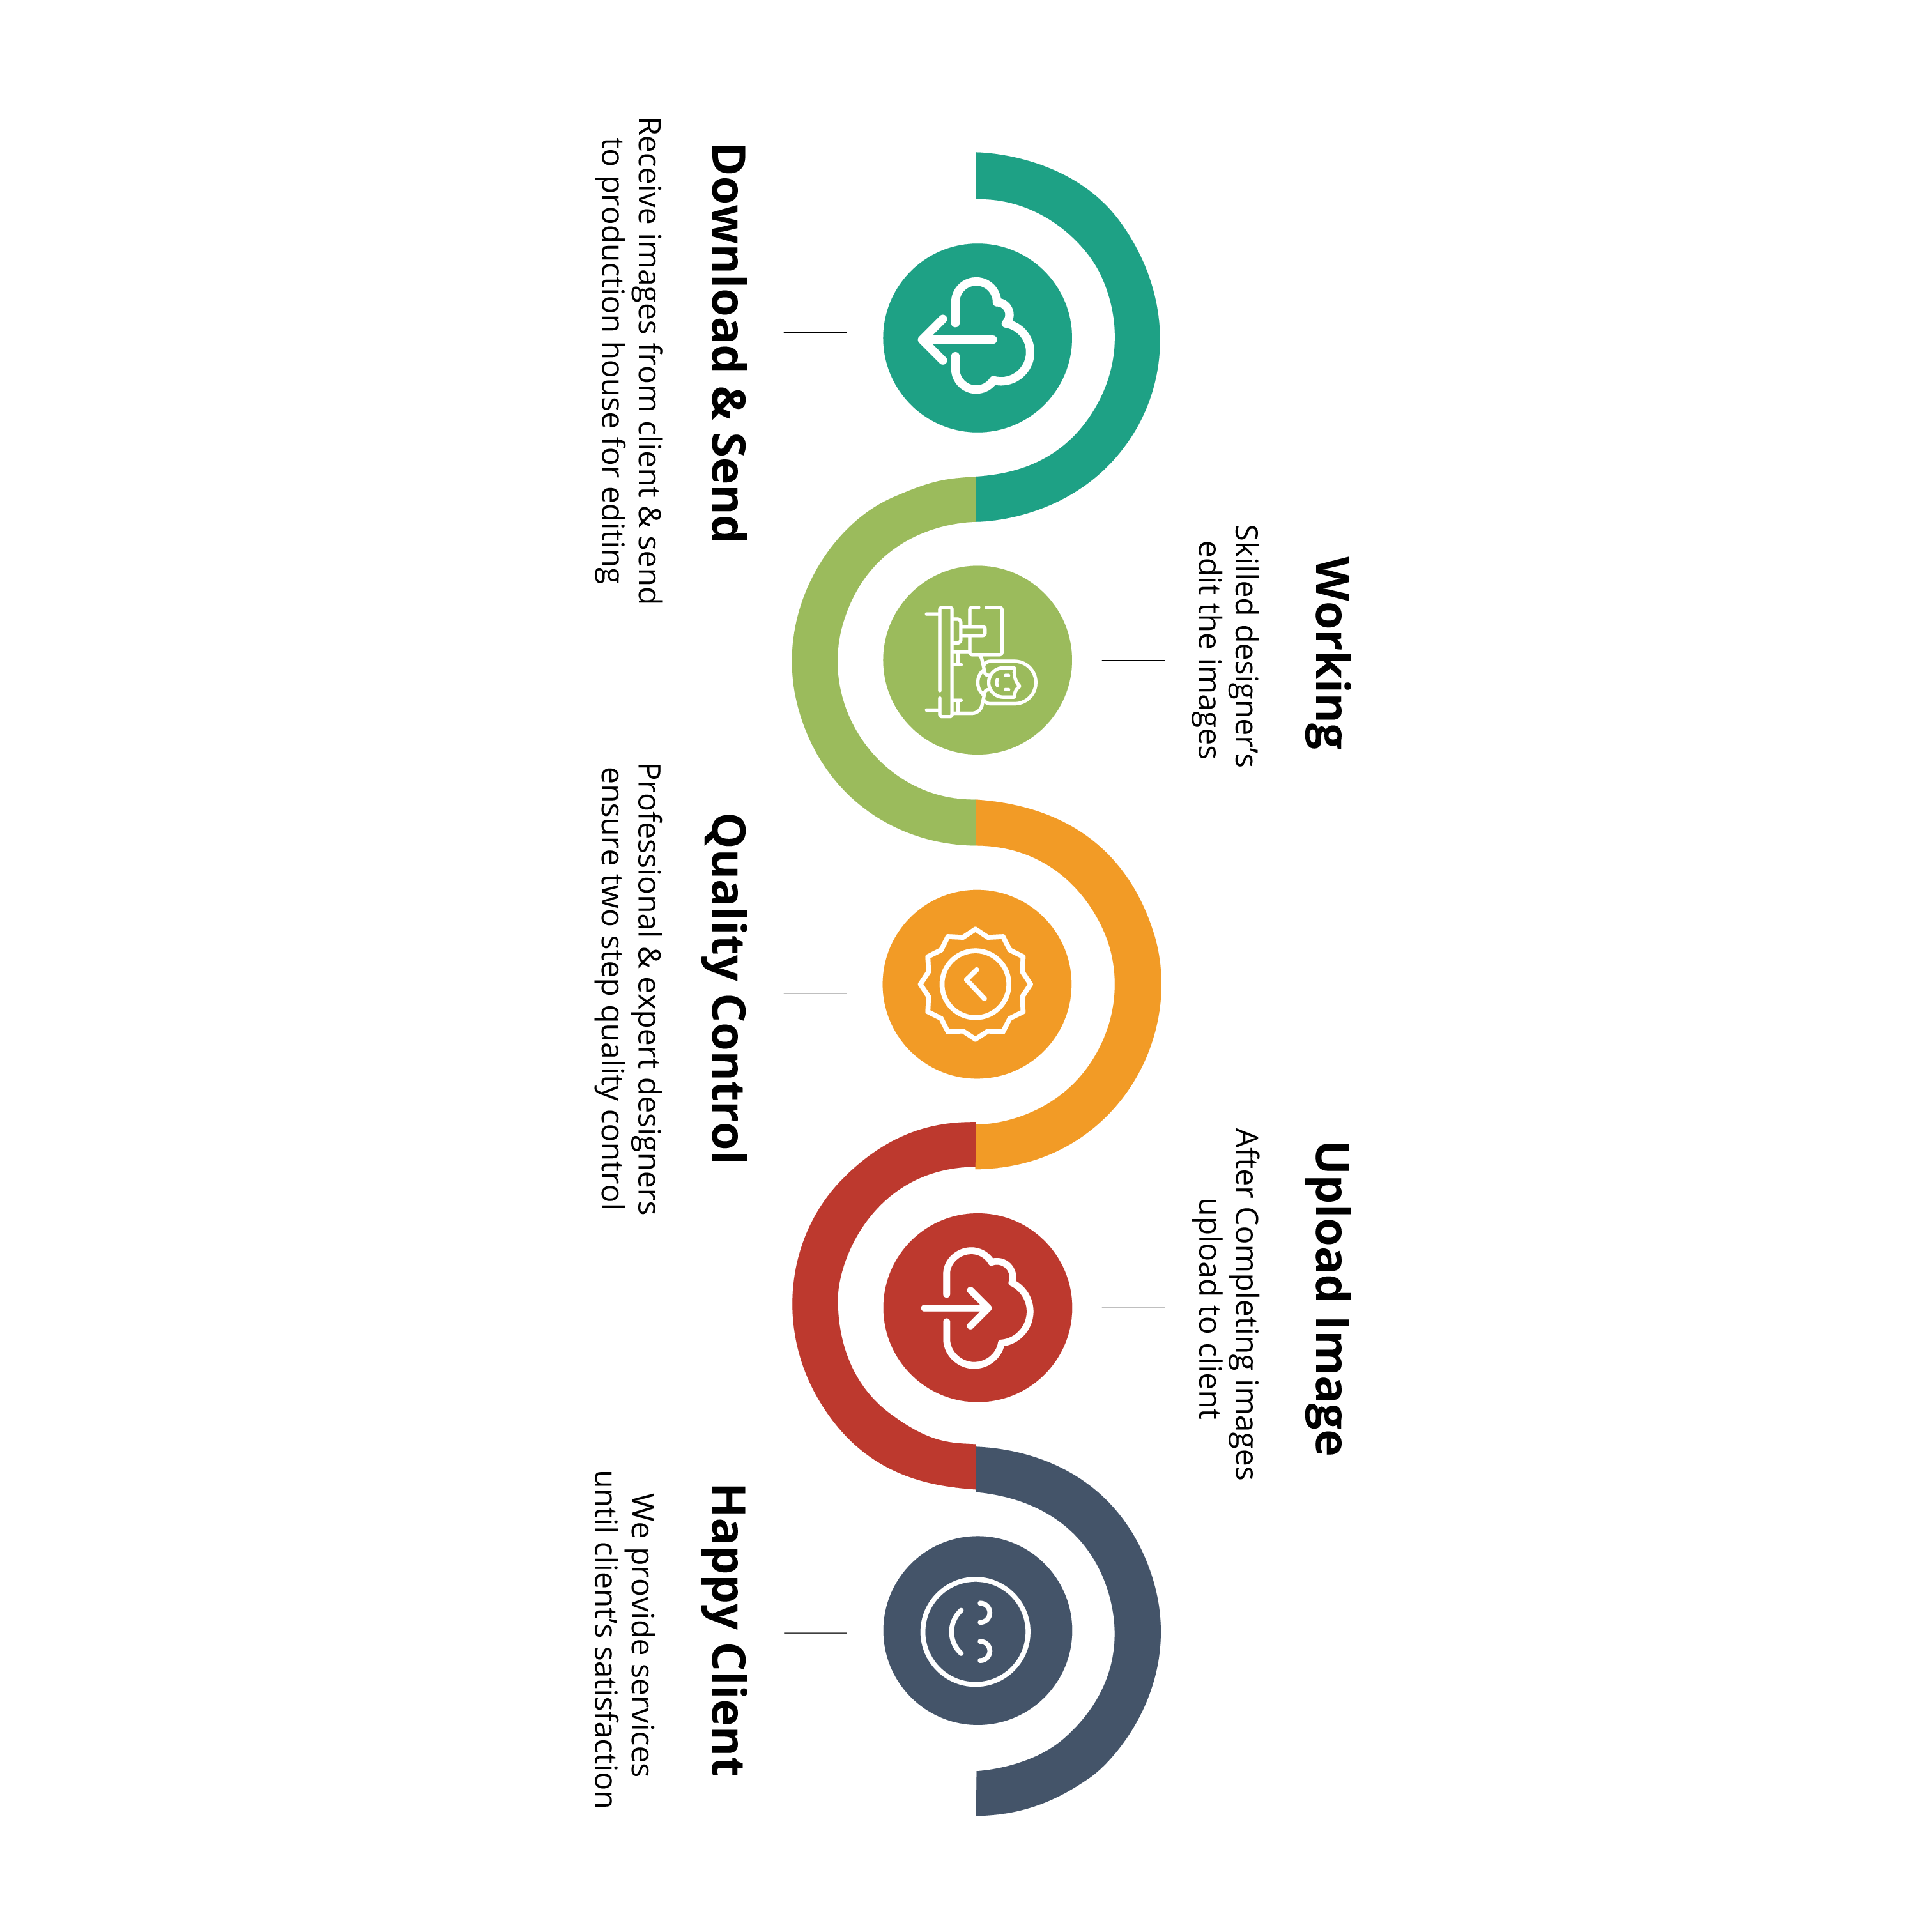 Download & Send
Receive images from client & send
to production house for editing
Working
Skilled designer's
edit the images
Quality Control
Professional & expert designers
ensure two step quality control
Upload Image
After Completing images
upload to client
Happy Client
We provide services
until client's satisfaction